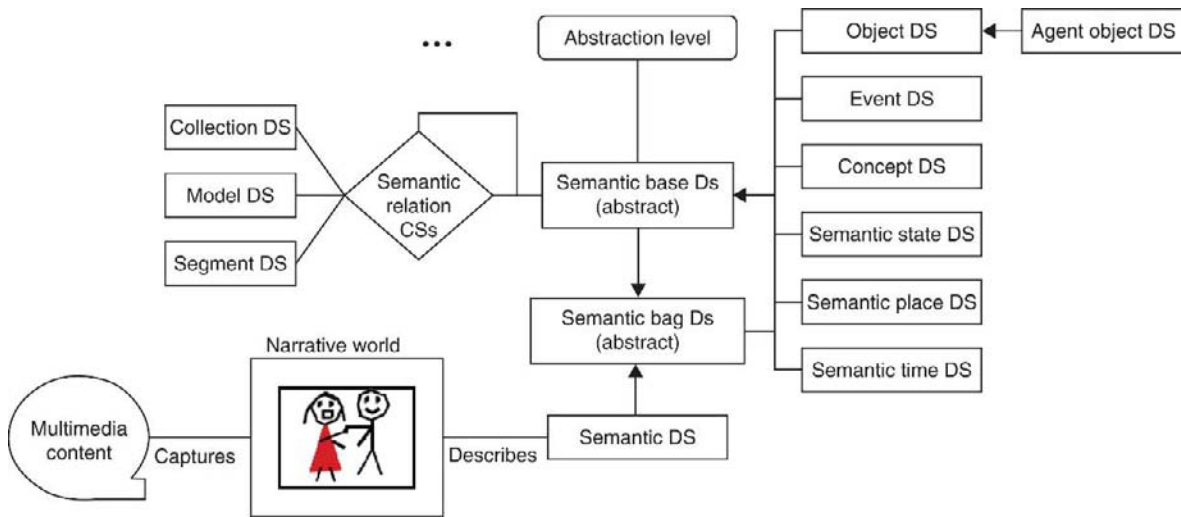 ...
Abstraction level
Object DS
Agent object DS
Event DS
Collection DS
Concept DS
Model DS
Semantic
relation
CSs
Semantic base Ds
(abstract)
Semantic state DS
Segment DS
Semantic place DS
Semantic bag Ds
(abstract)
Semantic time DS
Narrative world
Multimedia
content
Captures
Describes
Semantic DS